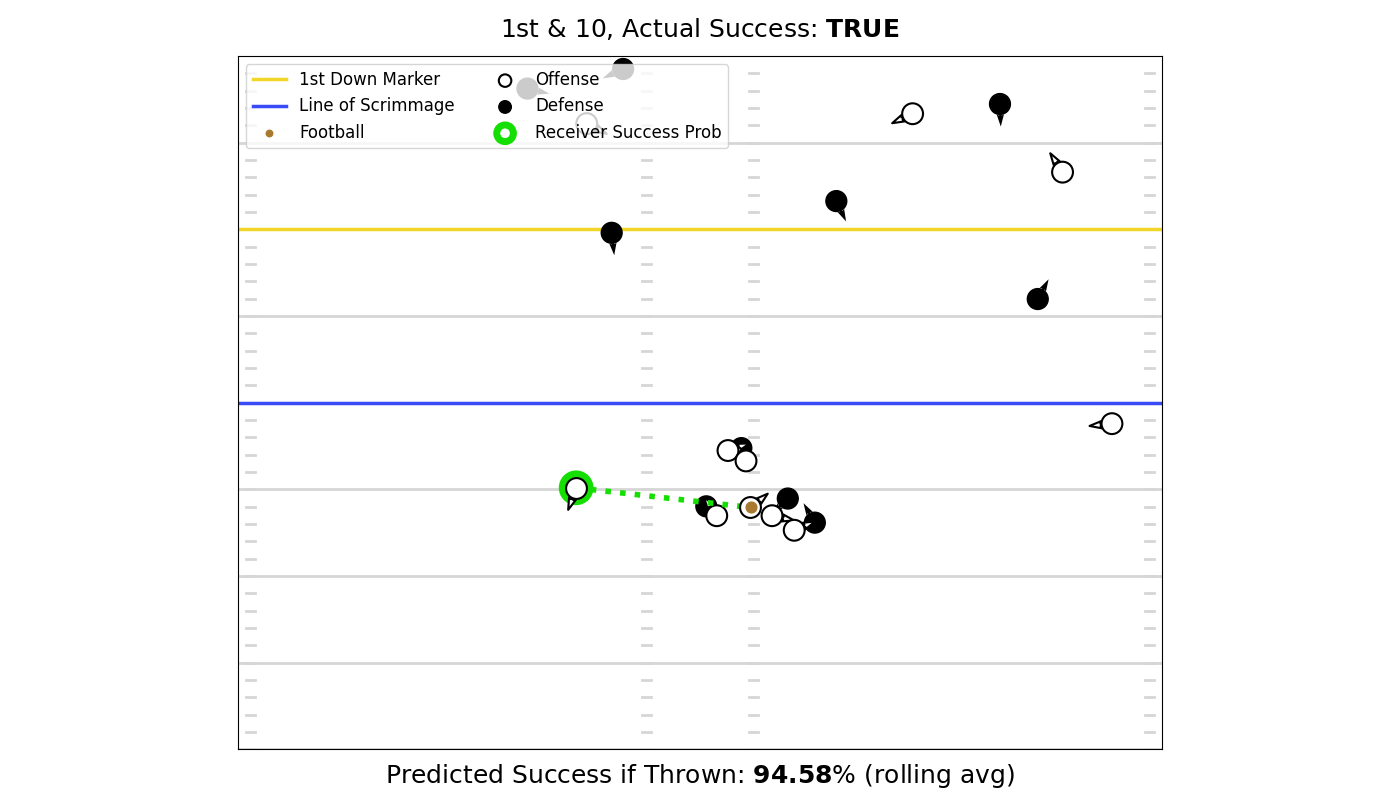 1st & 10, Actual Success: TRUE
1st Down Marker
Line of Scrimmage
Football
Offense
Defense
Receiver Success Prob
Predicted Success if Thrown: 94.58% (rolling avg)